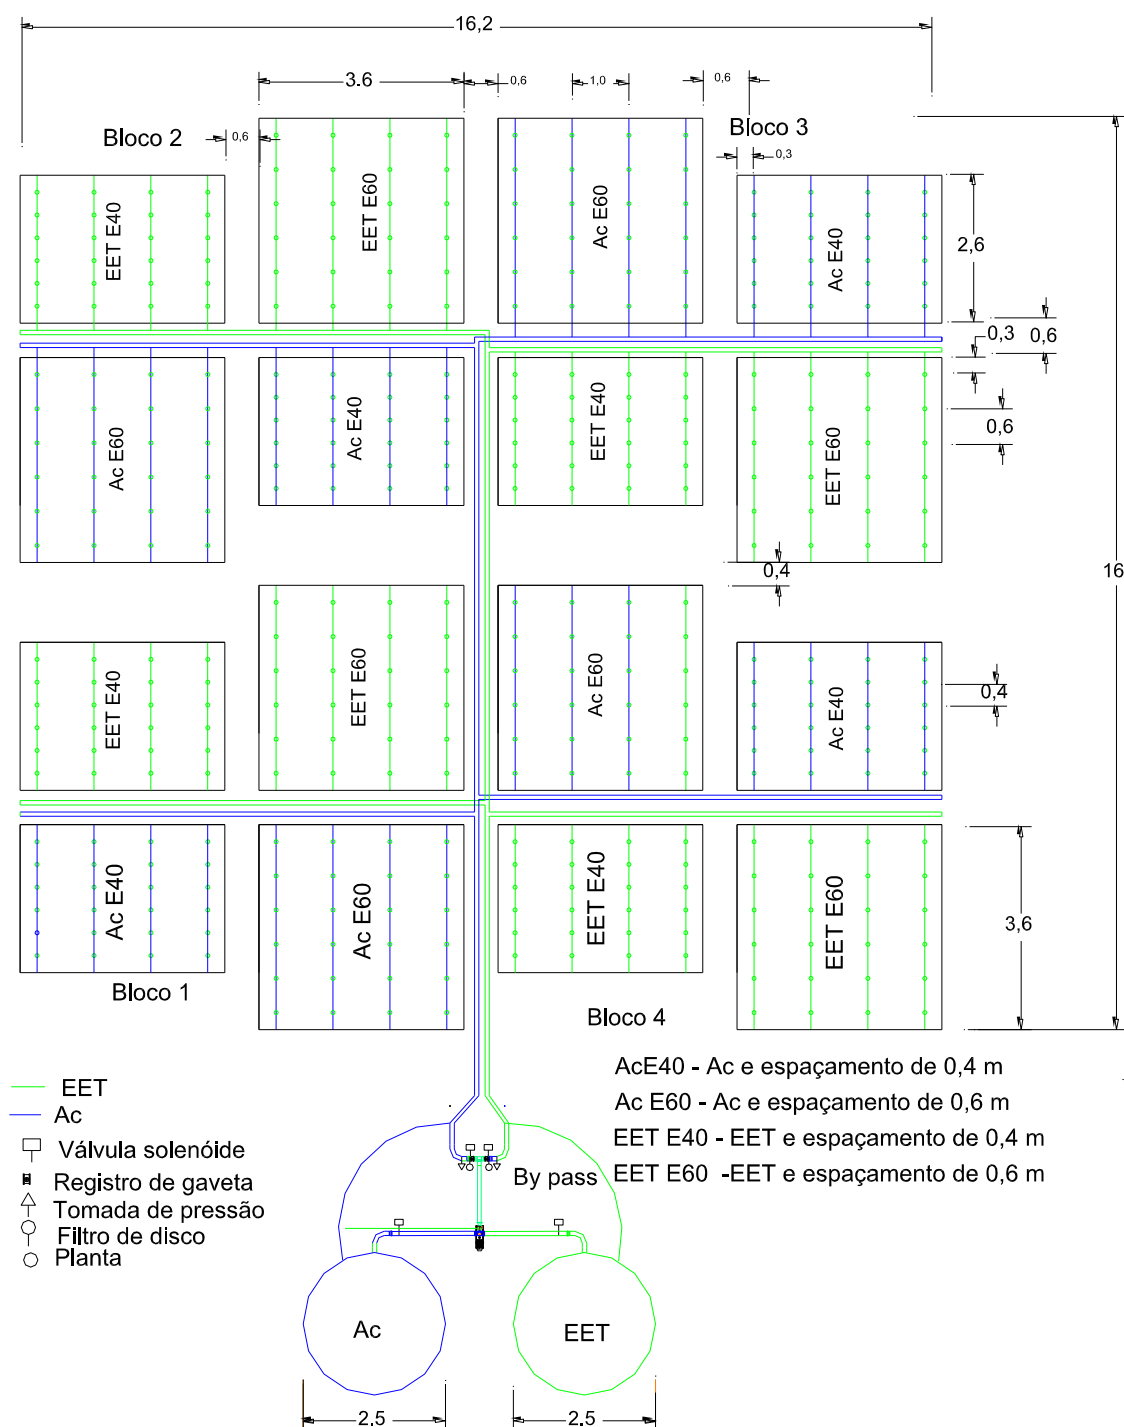 16,2
3.6
0,6
1,0
0,6
Bloco 2
0,6
Bloco 3
0,3
EET E40
EET E60
Ac E60
Ac E40
2,6
0,3
0,6
Ac E60
Ac E40
EET E40
EET E60
0,6
0,4
16
EET E40
EET E60
Ac E60
Ac E40
0,4
Ac E40
Ac E60
EET E40
EET E60
3,6
Bloco 1
Bloco 4
EET
Ac
Válvula solenóide
Registro de gaveta
Tomada de pressão
Filtro de disco
Planta
AcE40 - Ac e espaçamento de 0,4 m
Ac E60 - Ac e espaçamento de 0,6 m
EET E40 - EET e espaçamento de 0,4 m
EET E60 -EET e espaçamento de 0,6 m
By pass
Ac
EET
2,5
2,5